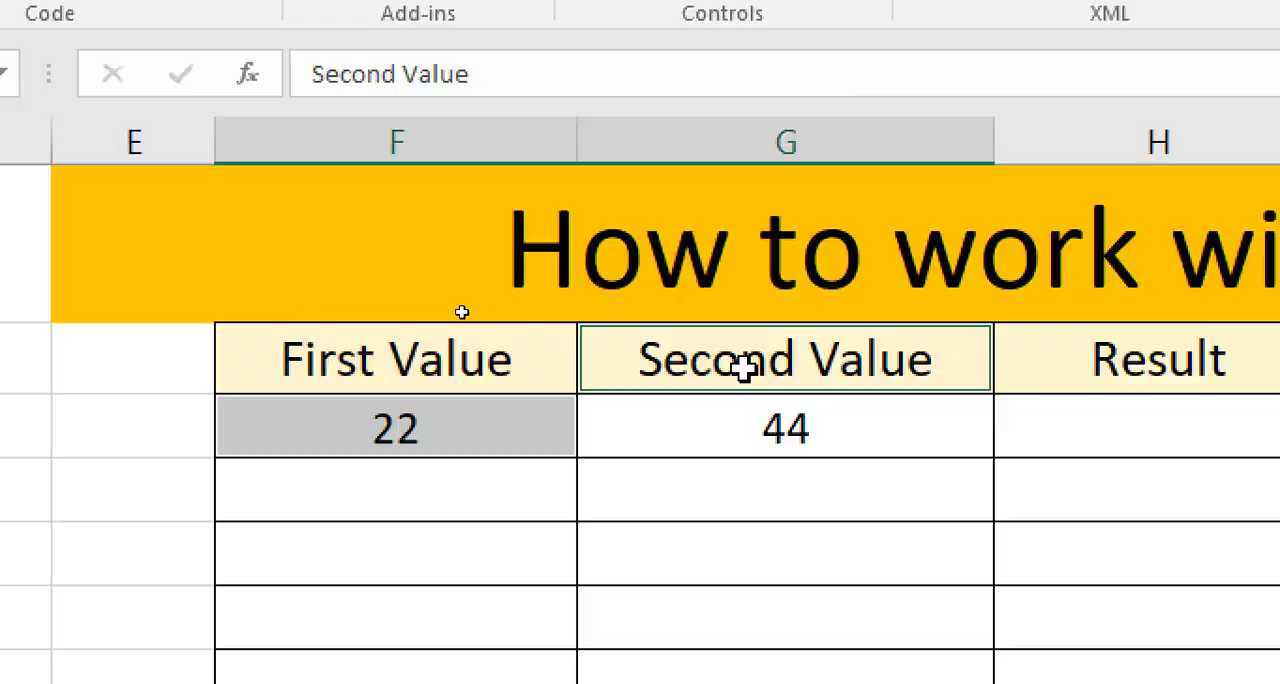 Code Add-ins Controls XML
fx Second Value
E F G H
How to work wi
First Value Second Value Result
22 44